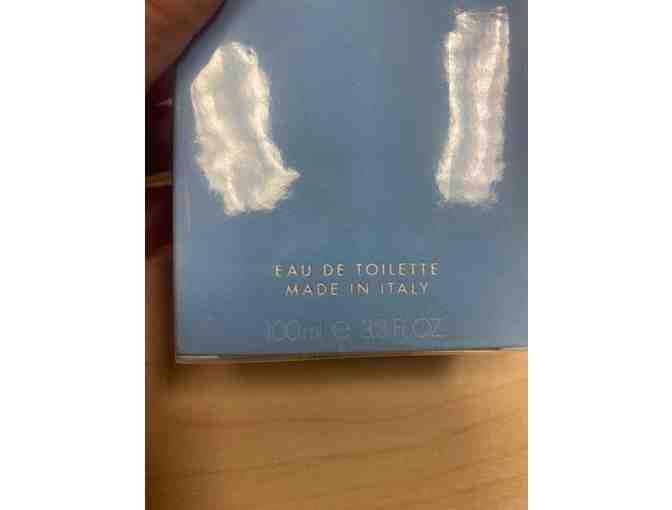 EAU DE TOILETTE
MADE IN ITALY
100ml e 3.3 FL.OZ.